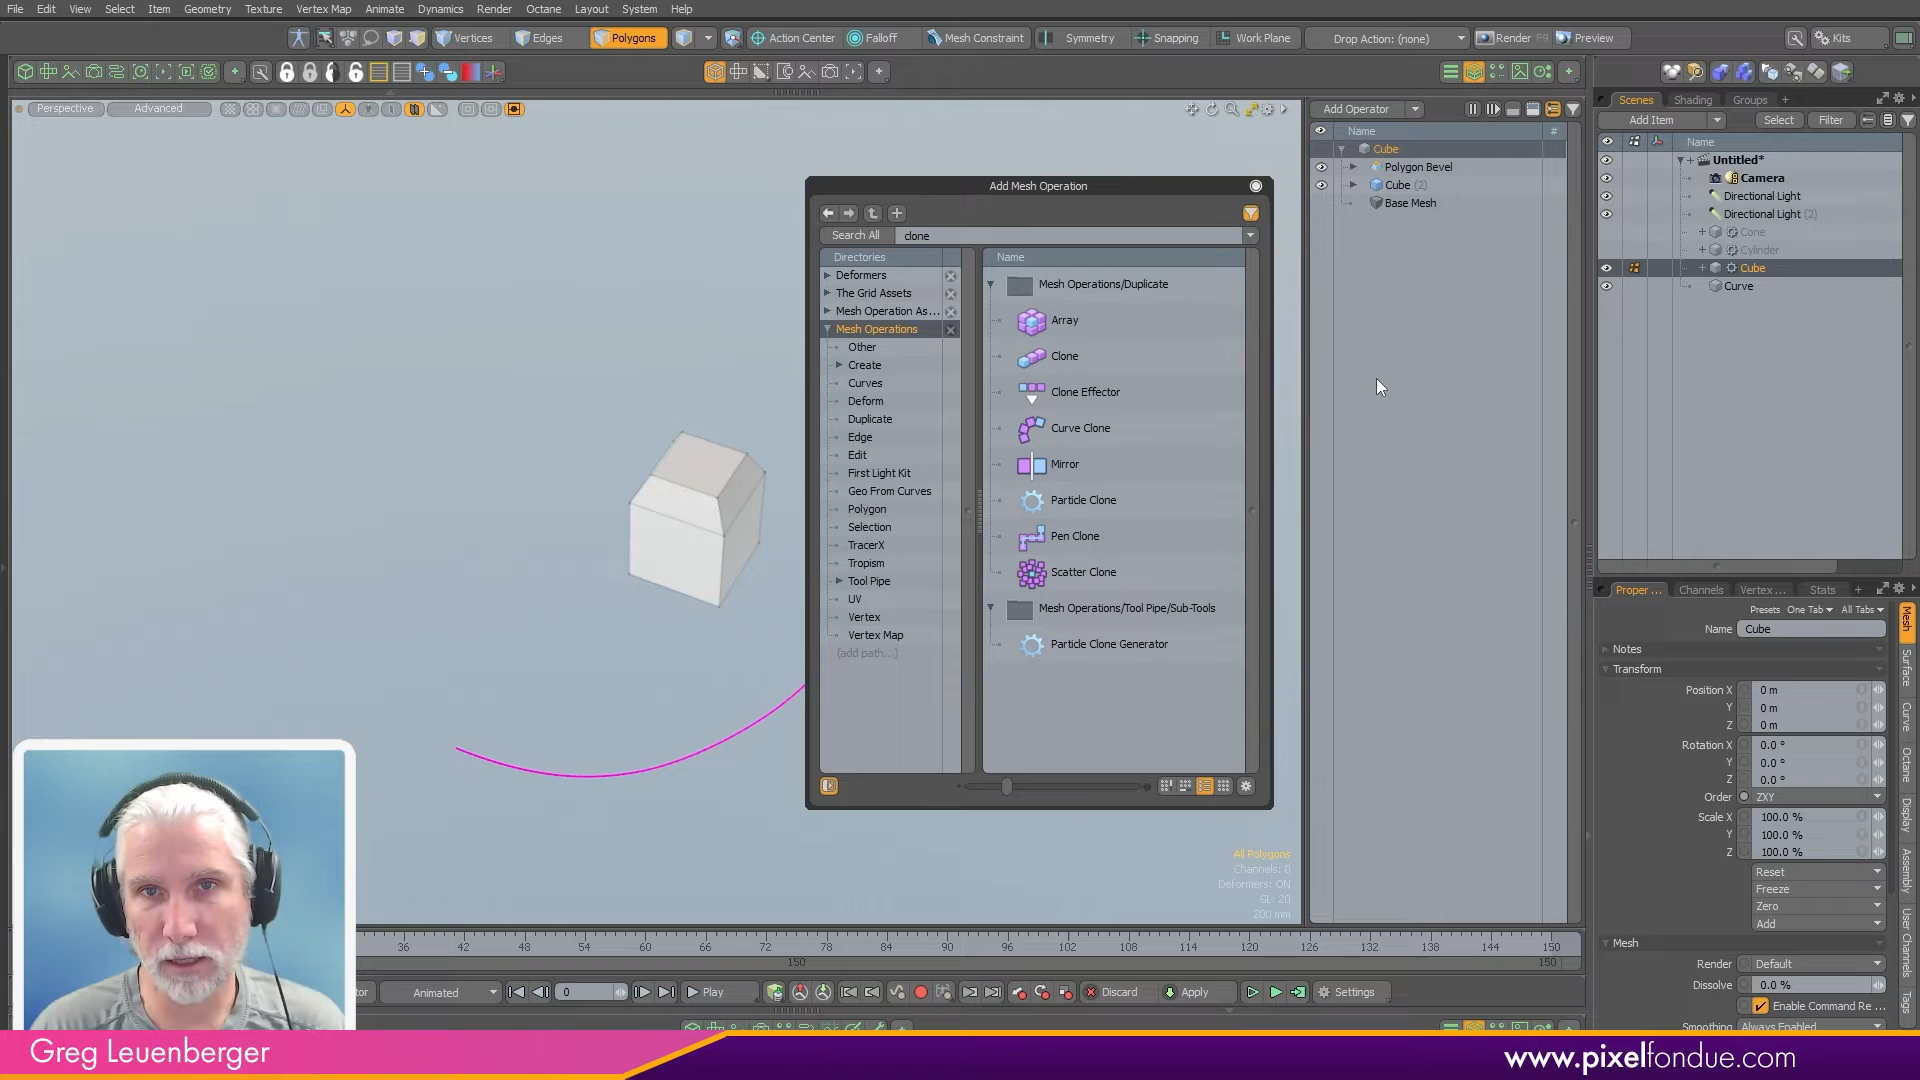 File Edit View Select Item Geometry Texture Vertex Map Animate Dynamics Render Octane Layout System Help
Vertices Edges Polygons Action Center Falloff Mesh Constraint Symmetry Snapping Work Plane Drop Action: (none) Render F9 Preview Kits
Perspective Advanced
Add Operator
Name #
Cube
Polygon Bevel
Cube (2)
Base Mesh
Add Mesh Operation
Search All clone
Directories
Deformers
The Grid Assets
Mesh Operation As...
Mesh Operations
Other
Create
Curves
Deform
Duplicate
Edge
Edit
First Light Kit
Geo From Curves
Polygon
Selection
TracerX
Tropism
Tool Pipe
UV
Vertex
Vertex Map
(add path...)
Name
Mesh Operations/Duplicate
Array
Clone
Clone Effector
Curve Clone
Mirror
Particle Clone
Pen Clone
Scatter Clone
Mesh Operations/Tool Pipe/Sub-Tools
Particle Clone Generator
All Polygons
Channels: 0
Deformers: ON
GL: 20
200 mm
Scenes Shading Groups +
Add Item Select Filter
Name
Untitled*
Camera
Directional Light
Directional Light (2)
Cone
Cylinder
Cube
Curve
Proper ... Channels Vertex ... Stats +
Presets One Tab All Tabs
Name Cube
Notes
Transform
Position X 0 m
Y 0 m
Z 0 m
Rotation X 0.0 °
Y 0.0 °
Z 0.0 °
Order ZXY
Scale X 100.0 %
Y 100.0 %
Z 100.0 %
Reset
Freeze
Zero
Add
Mesh
Render Default
Dissolve 0.0 %
Enable Command Re ...
Smoothing Always Enabled
Mesh
Surface
Curve
Octane
Display
Assembly
User Channels
Tags
36 42 48 54 60 66 72 78 84 90 96 102 108 114 120 126 132 138 144 150
150 150
Animated 0 Play Discard Apply Settings
Greg Leuenberger
www.pixelfondue.com